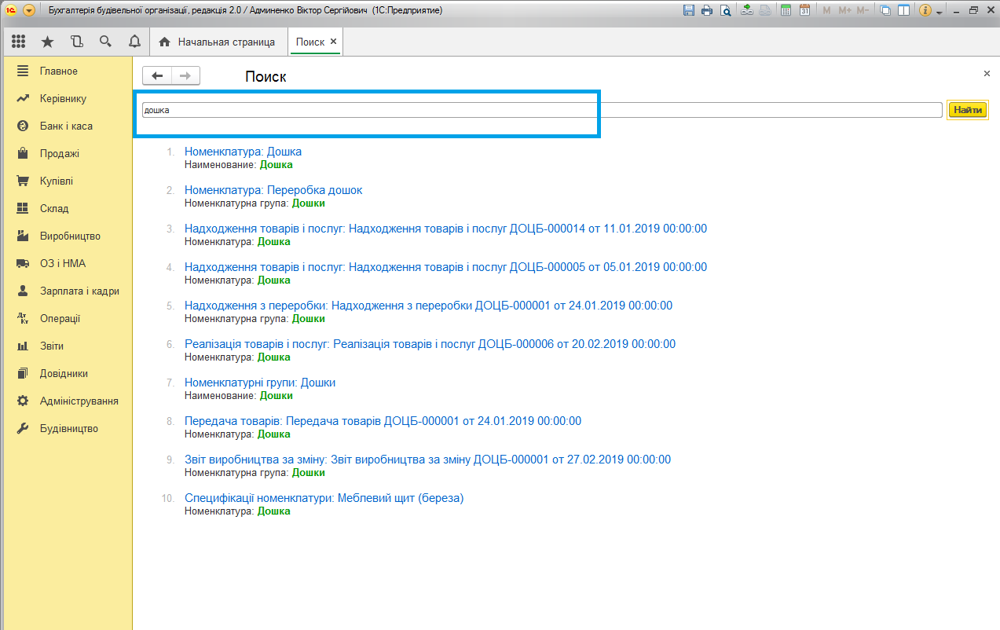 Бухгалтерія будівельної організації, редакція 2.0 / Админенко Віктор Сергійович (1С:Предприятие)
M M+ M-
Начальная страница
Поиск
Главное
Керівнику
Банк і каса
Продажі
Купівлі
Склад
Виробництво
ОЗ і НМА
Зарплата і кадри
Операції
Звіти
Довідники
Адміністрування
Будівництво
Поиск
дошка
Найти
1. Номенклатура: Дошка
Наименование: Дошка
2. Номенклатура: Переробка дошок
Номенклатурна група: Дошки
3. Надходження товарів і послуг: Надходження товарів і послуг ДОЦБ-000014 от 11.01.2019 00:00:00
Номенклатура: Дошка
4. Надходження товарів і послуг: Надходження товарів і послуг ДОЦБ-000005 от 05.01.2019 00:00:00
Номенклатура: Дошка
5. Надходження з переробки: Надходження з переробки ДОЦБ-000001 от 24.01.2019 00:00:00
Номенклатурна група: Дошки
6. Реалізація товарів і послуг: Реалізація товарів і послуг ДОЦБ-000006 от 20.02.2019 00:00:00
Номенклатура: Дошка
7. Номенклатурні групи: Дошки
Наименование: Дошки
8. Передача товарів: Передача товарів ДОЦБ-000001 от 24.01.2019 00:00:00
Номенклатура: Дошка
9. Звіт виробництва за зміну: Звіт виробництва за зміну ДОЦБ-000001 от 27.02.2019 00:00:00
Номенклатурна група: Дошки
10. Специфікації номенклатури: Меблевий щит (береза)
Номенклатура: Дошка